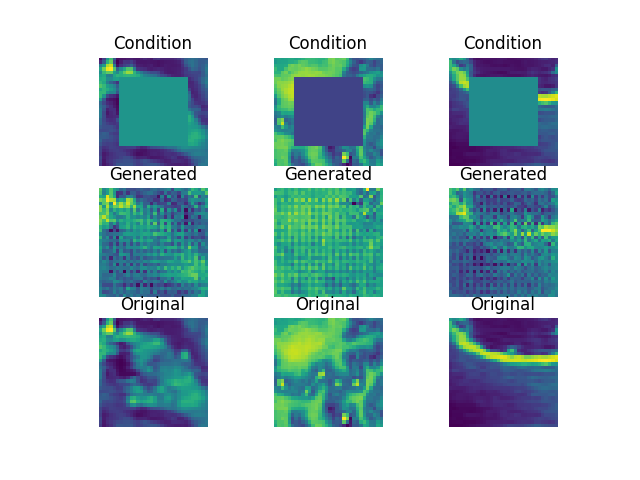 Condition Condition Condition
Generated Generated Generated
Original Original Original